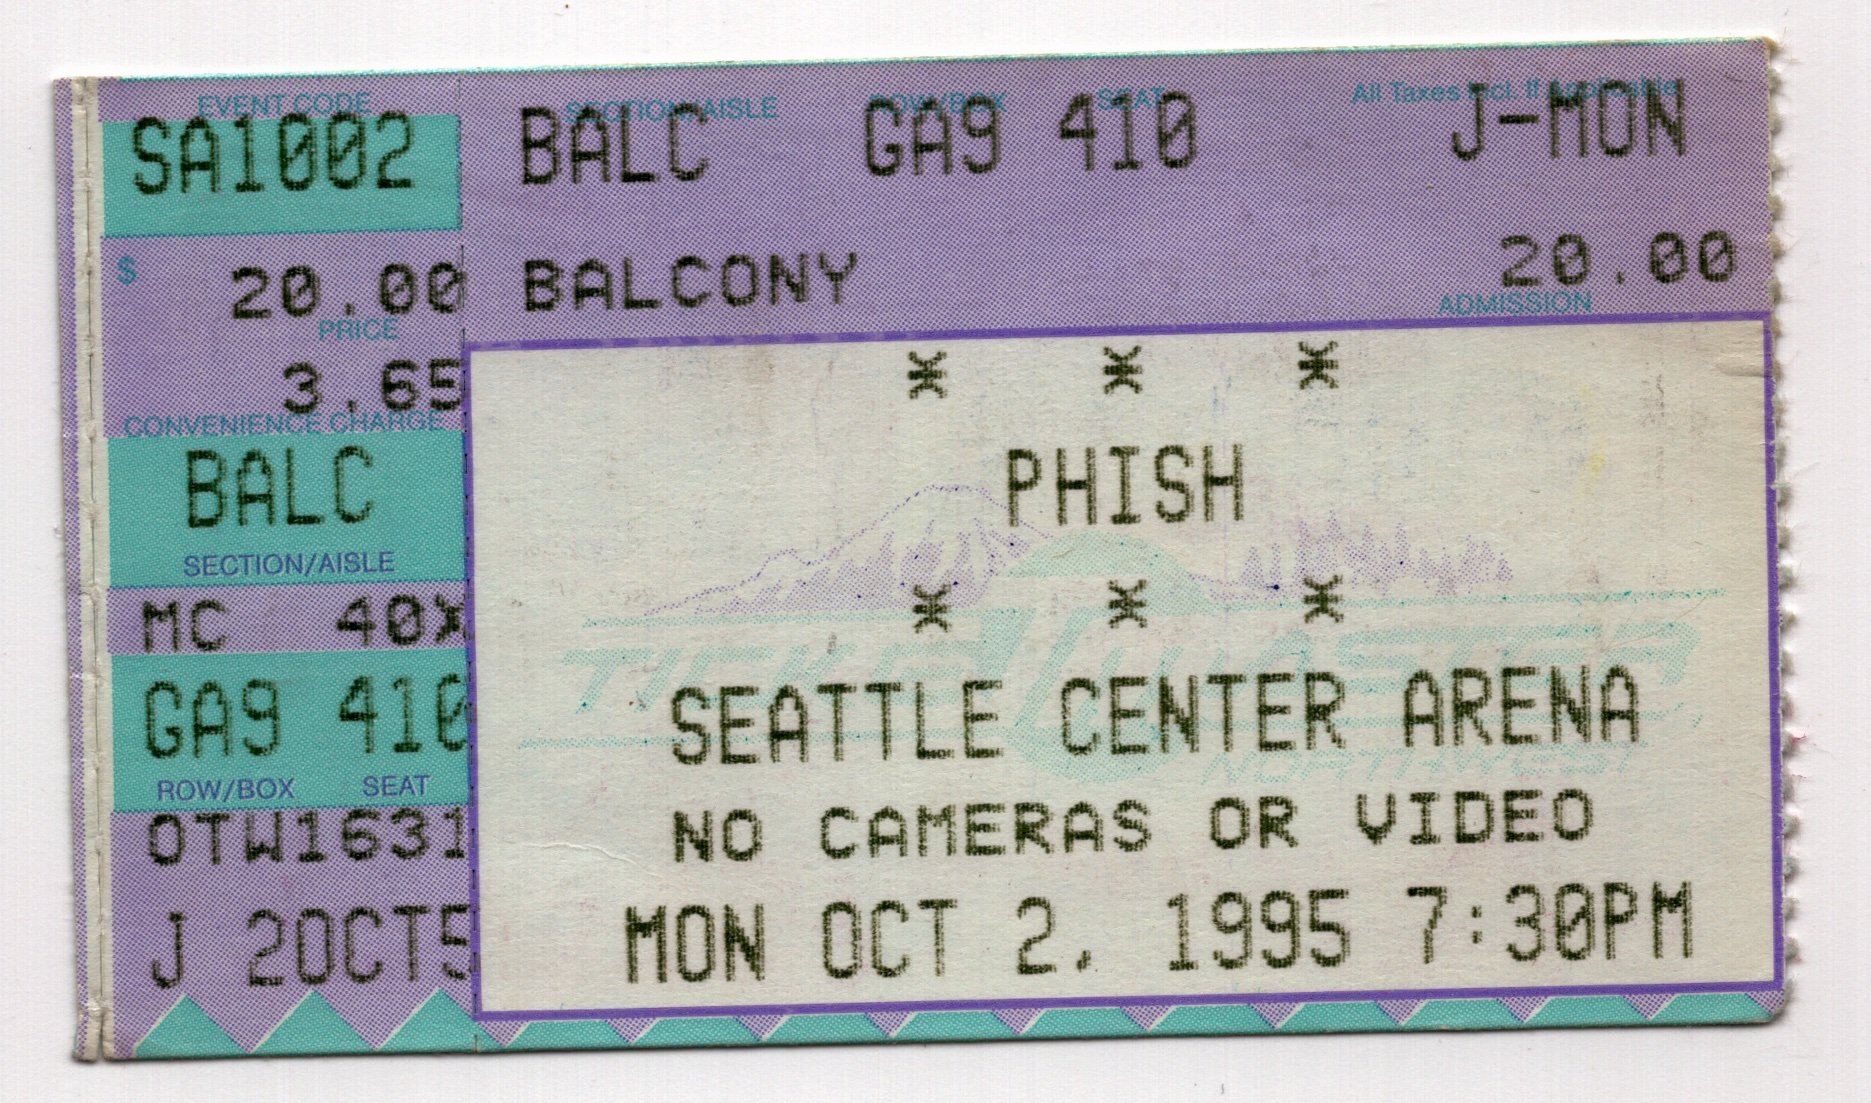 EVENT CODE
SA1002
$ 20.00
PRICE
3.65
CONVENIENCE CHARGE
BALC
SECTION/AISLE
MC 40X
GA9 410
ROW/BOX SEAT
OTW1631
J 2OCT5
SECTION/AISLE ROW/BOX SEAT All Taxes Incl. If Applicable
BALC GA9 410 J-MON
BALCONY 20.00
ADMISSION
* * *
PHISH
* * *
TICKETMASTER
NORTHWEST
SEATTLE CENTER ARENA
NO CAMERAS OR VIDEO
MON OCT 2, 1995 7:30PM